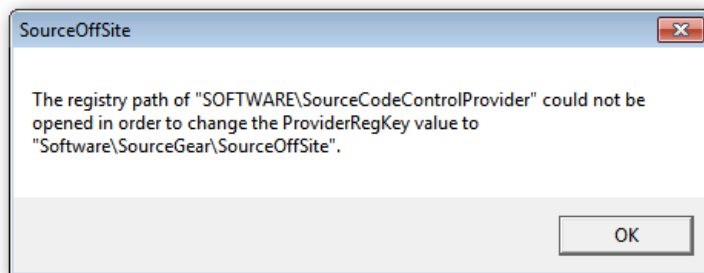 SourceOffSite
The registry path of "SOFTWARE\SourceCodeControlProvider" could not be
opened in order to change the ProviderRegKey value to
"Software\SourceGear\SourceOffSite".
OK